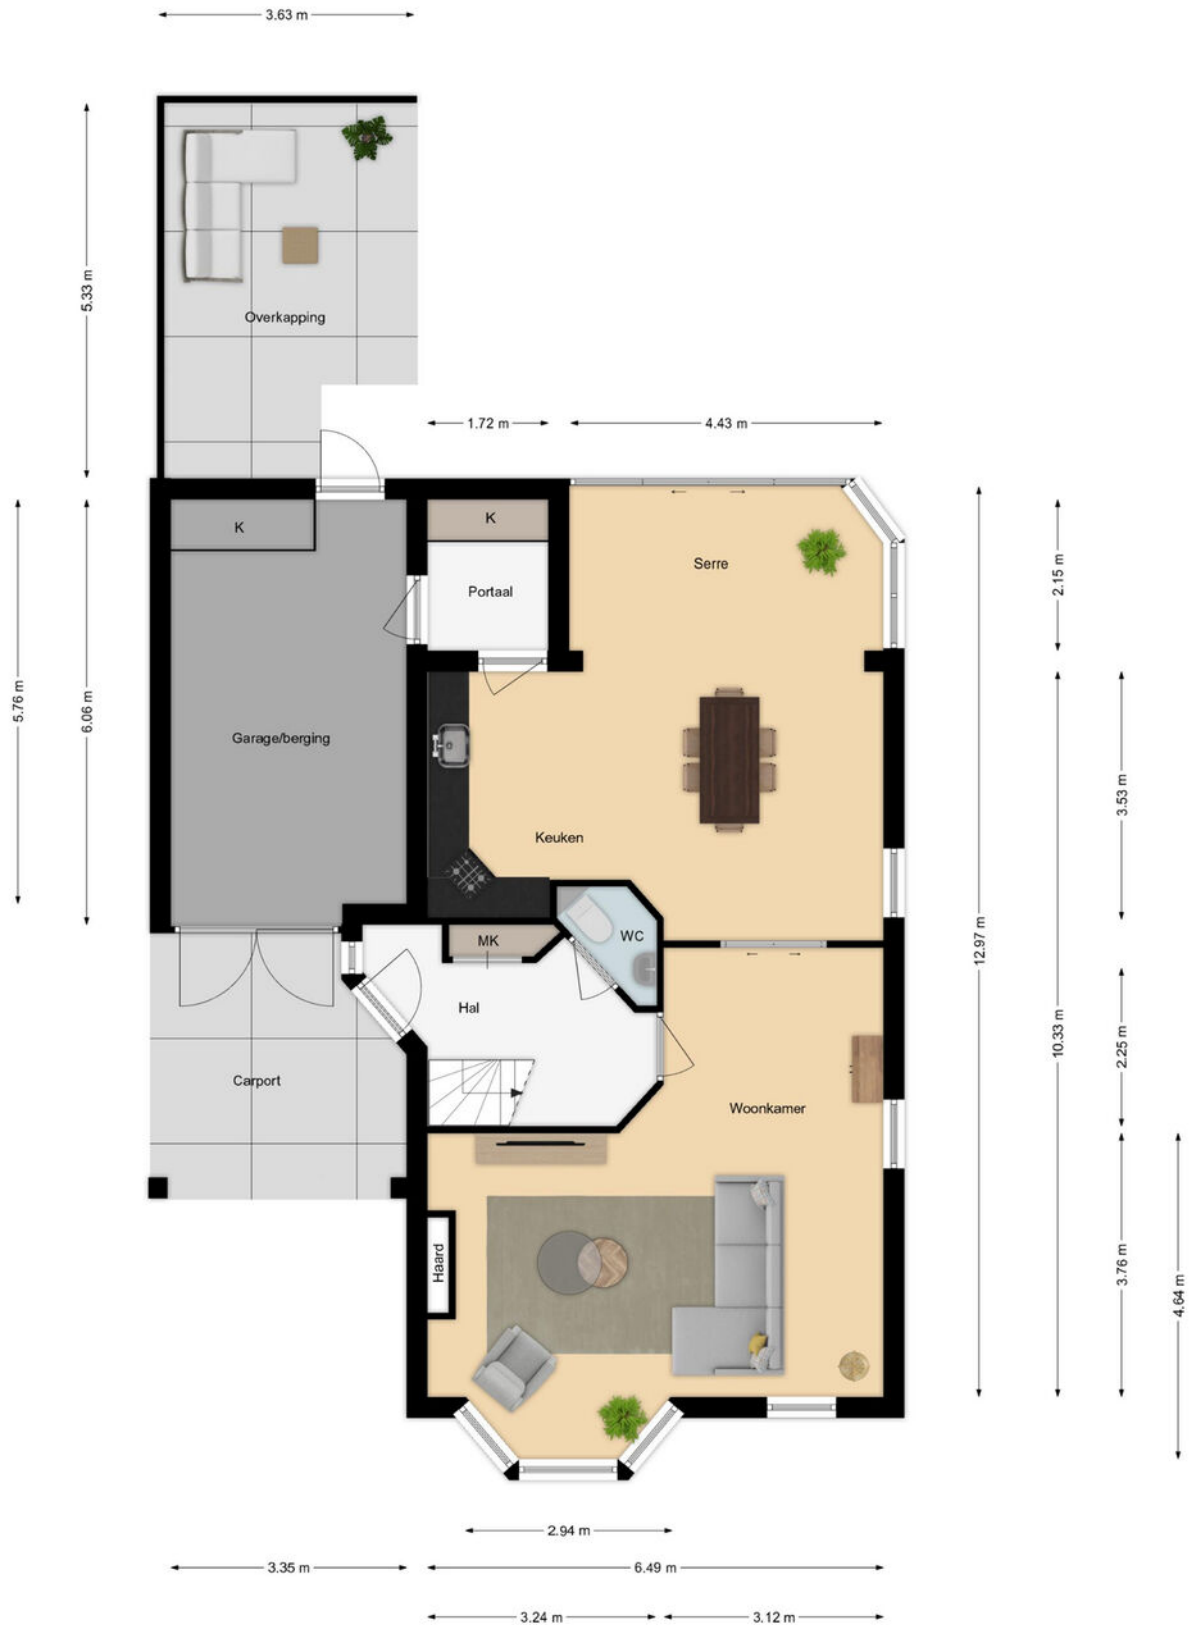 3.63 m
5.33 m
Overkapping
1.72 m
4.43 m
K
K
Serre
Portaal
2.15 m
5.76 m
6.06 m
Garage/berging
Keuken
3.53 m
WC
MK
12.97 m
Hal
10.33 m
2.25 m
Carport
Woonkamer
Haard
3.76 m
4.64 m
2.94 m
3.35 m
6.49 m
3.24 m
3.12 m